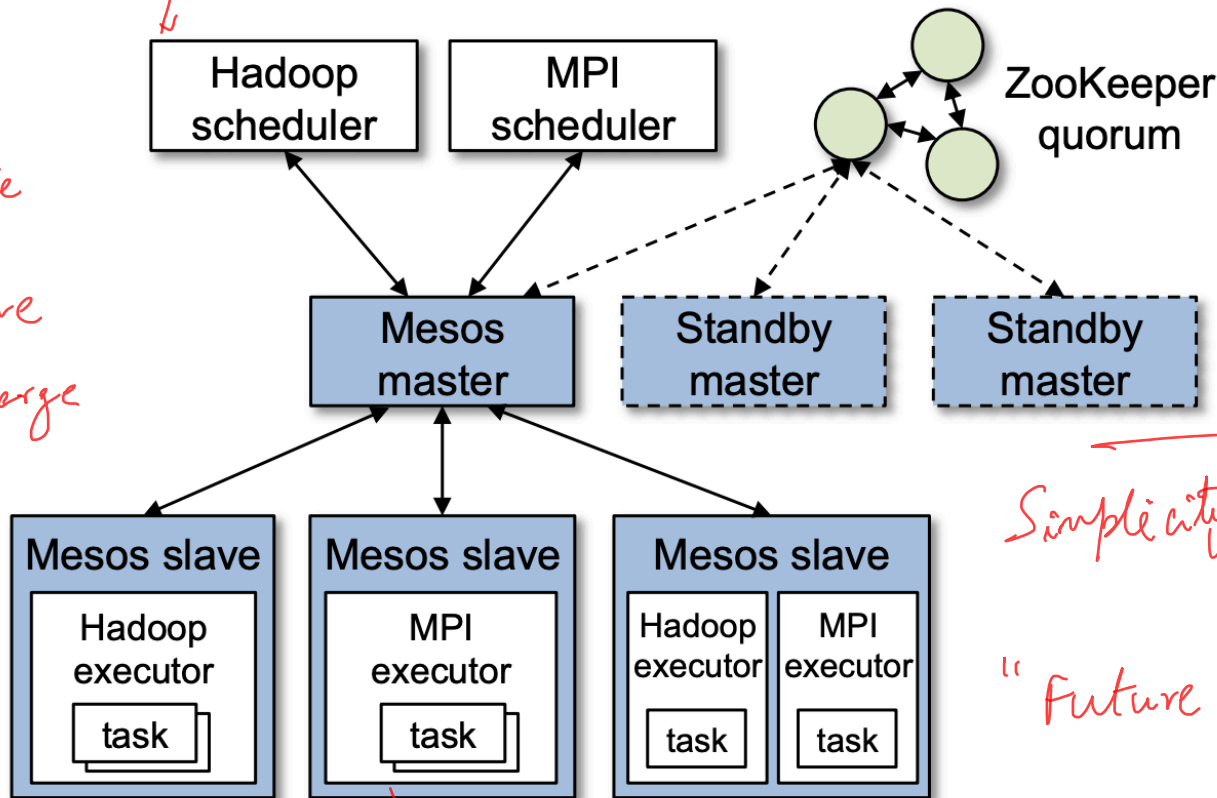 Hadoop
scheduler
MPI
scheduler
ZooKeeper
quorum
Mesos
master
Standby
master
Standby
master
Simplicity
Mesos slave
Hadoop
executor
task
Mesos slave
MPI
executor
task
Mesos slave
Hadoop
executor
task
MPI
executor
task
" Future